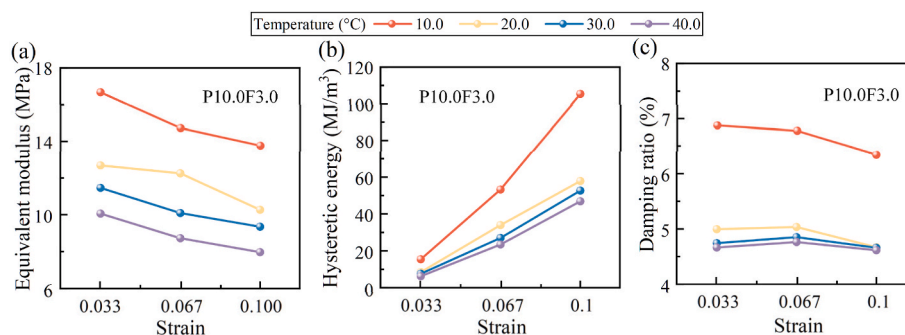 Temperature (°C) 10.0 20.0 30.0 40.0
(a)
Equivalent modulus (MPa)
18
14
10
6
P10.0F3.0
0.033 0.067 0.100
Strain
(b)
Hysteretic energy (MJ/m³)
120
100
80
60
40
20
0
P10.0F3.0
0.033 0.067 0.1
Strain
(c)
Damping ratio (%)
8
7
6
5
4
P10.0F3.0
0.033 0.067 0.1
Strain